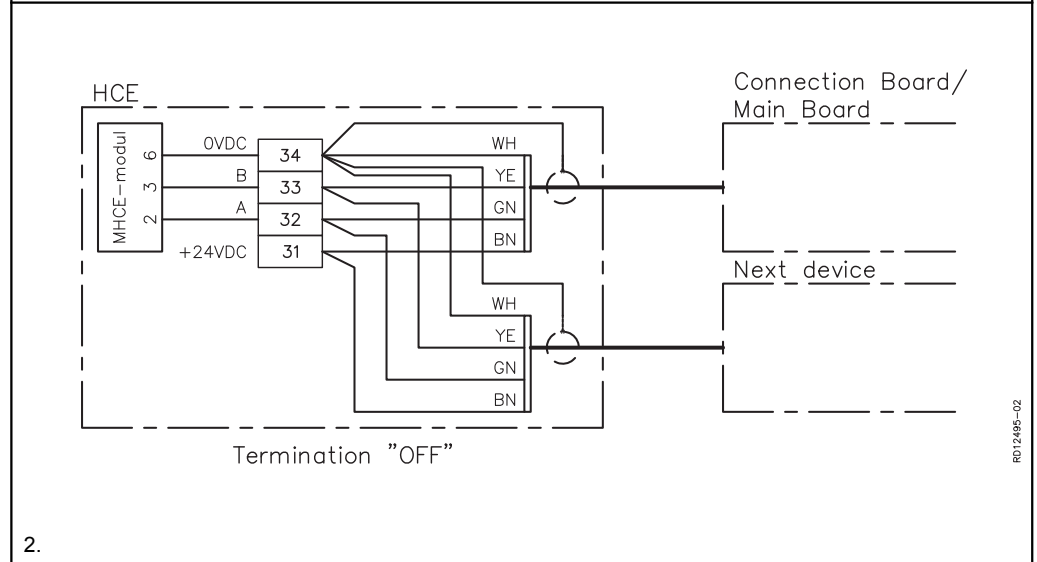 Connection Board/
Main Board
HCE
MHCE-modul
6
3
2
0VDC
B
A
+24VDC
34
33
32
31
WH
YE
GN
BN
Next device
WH
YE
GN
BN
Termination "OFF"
RD12495-02
2.